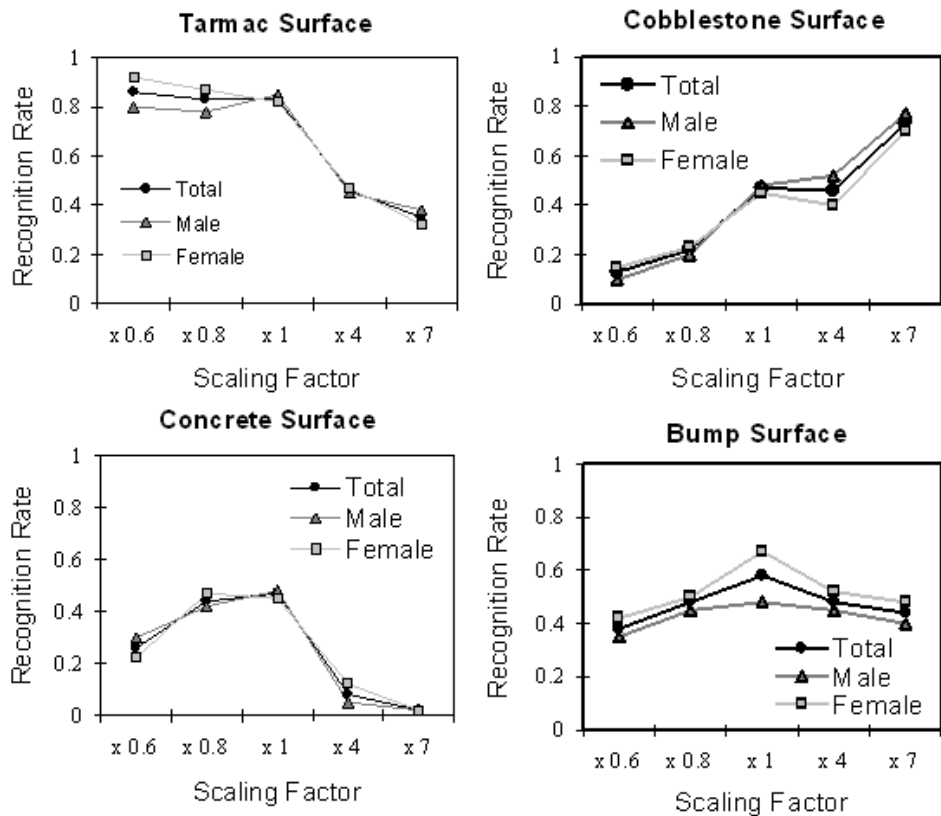 Tarmac Surface
Recognition Rate
1
0.8
0.6
0.4
0.2
0
Total
Male
Female
x 0.6 x 0.8 x 1 x 4 x 7
Scaling Factor
Cobblestone Surface
Recognition Rate
1
0.8
0.6
0.4
0.2
0
Total
Male
Female
x 0.6 x 0.8 x 1 x 4 x 7
Scaling Factor
Concrete Surface
Recognition Rate
1
0.8
0.6
0.4
0.2
0
Total
Male
Female
x 0.6 x 0.8 x 1 x 4 x 7
Scaling Factor
Bump Surface
Recognition Rate
1
0.8
0.6
0.4
0.2
0
Total
Male
Female
x 0.6 x 0.8 x 1 x 4 x 7
Scaling Factor